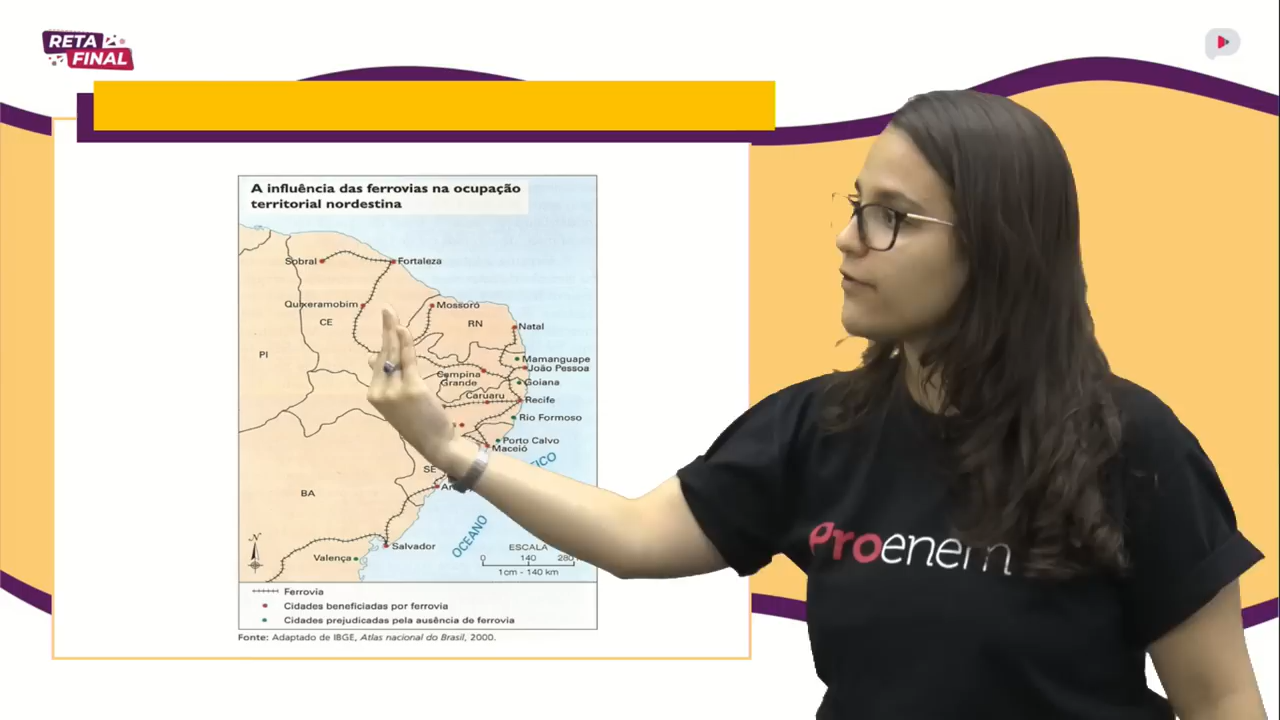 RETA
FINAL
A influência das ferrovias na ocupação
territorial nordestina
Sobral
Fortaleza
Quixeramobim
Mossoró
CE
RN
Natal
PI
Mamanguape
João Pessoa
Campina
Grande
Goiana
Caruaru
Recife
Rio Formoso
Porto Calvo
Maceió
SE
BA
OCEANO
Salvador
Valença
N
ESCALA
0 140 280
1cm - 140 km
Ferrovia
Cidades beneficiadas por ferrovia
Cidades prejudicadas pela ausência de ferrovia
Fonte: Adaptado de IBGE, Atlas nacional do Brasil, 2000.
Proenem